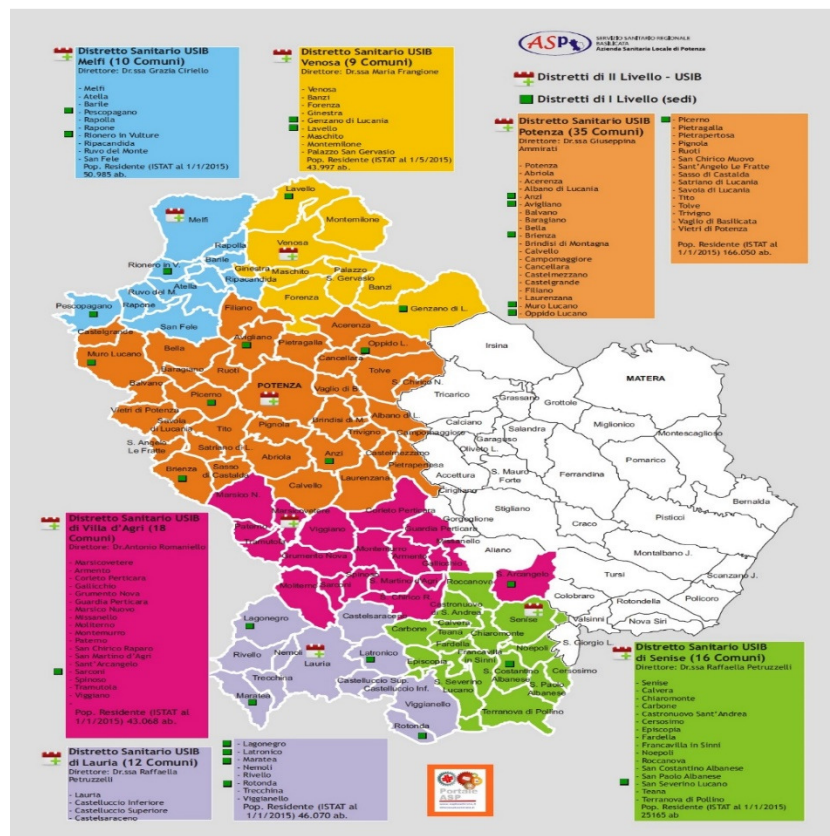 Distretto Sanitario USIB
Melfi (10 Comuni)
Direttore: Dr.ssa Grazia Ciriello
- Melfi
- Atella
- Barile
- Pescopagano
- Rapolla
- Rapone
- Rionero in Vulture
- Ripacandida
- Ruvo del Monte
- San Fele
Pop. Residente (ISTAT al 1/1/2015)
50.985 ab.
Distretto Sanitario USIB
Venosa (9 Comuni)
Direttore: Dr.ssa Maria Frangione
- Venosa
- Banzi
- Forenza
- Ginestra
- Genzano di Lucania
- Lavello
- Maschito
- Montemilone
- Palazzo San Gervasio
Pop. Residente (ISTAT al 1/5/2015)
43.997 ab.
ASP
SERVIZIO SANITARIO REGIONALE
BASILICATA
Azienda Sanitaria Locale di Potenza
Distretti di II Livello - USIB
Distretti di I Livello (sedi)
Distretto Sanitario USIB
Potenza (35 Comuni)
Direttore: Dr.ssa Giuseppina
Ammirati
- Potenza
- Abriola
- Acerenza
- Albano di Lucania
- Anzi
- Avigliano
- Balvano
- Baragiano
- Bella
- Brienza
- Brindisi di Montagna
- Calvello
- Campomaggiore
- Cancellara
- Castelmezzano
- Castelgrande
- Filiano
- Laurenzana
- Muro Lucano
- Oppido Lucano
- Picerno
- Pietragalla
- Pietrapertosa
- Pignola
- Ruoti
- San Chirico Muovo
- Sant'Angelo Le Fratte
- Sasso di Castalda
- Satriano di Lucania
- Savoia di Lucania
- Tito
- Tolve
- Trivigno
- Vaglio di Basilicata
- Vietri di Potenza
Pop. Residente (ISTAT al
1/1/2015) 166.050 ab.
Lavello
Melfi
Montemilone
Rapolla
Venosa
Barile
Rionero in V.
Ginestra
Maschito
Palazzo
S. Gervasio
Ripacandida
Atella
Banzi
Ruvo del M.
Forenza
Pescopagano
Rapone
Genzano di L.
Filiano
San Fele
Acerenza
Castelgrande
Avigliano
Pietragalla
Oppido L.
Irsina
Bella
Muro Lucano
Cancellara
Baragiano
Ruoti
Tolve
S. Chirico N.
MATERA
Balvano
POTENZA
Vaglio di B.
Tricarico
Grassano
Grottole
Picerno
Vietri di Potenza
Albano di L.
Brindisi di M.
Calciano
Salandra
Miglionico
Savoia
di Lucania
Tito
Pignola
Trivigno
Campomaggiore
Garaguso
Montescaglioso
S. Angelo
Le Fratte
Satriano di L.
Oliveto L.
Castelmezzano
Pomarico
Abriola
Anzi
Pietrapertosa
Accettura
S. Mauro
Forte
Ferrandina
Brienza
Sasso
di Castalda
Laurenzana
Calvello
Cirigliano
Bernalda
Marsico N.
Stigliano
Corleto Perticara
Gorgoglione
Craco
Pisticci
Marsicovetere
Viggiano
Guardia Perticara
Paterno
Tramutola
Missanello
Aliano
Montalbano J.
Grumento Nova
Montemurro
Armento
Gallicchio
Scanzano J.
Tursi
Spinoso
S. Arcangelo
Moliterno
Sarconi
S. Martino d'Agri
Roccanova
Policoro
Colobraro
Rotondella
S. Chirico R.
Castronuovo
di S. Andrea
Senise
Valsinni
Nova Siri
Lagonegro
Castelsaraceno
Calvera
Carbone
Teana
Chiaromonte
S. Giorgio L.
Rivello
Nemoli
Latronico
Fardella
Noepoli
Lauria
Episcopia
Francavilla
in Sinni
Cersosimo
Trecchina
Castelluccio Sup.
S. Costantino
Albanese
Castelluccio Inf.
S. Severino
Lucano
S. Paolo
Albanese
Maratea
Viggianello
Terranova di Pollino
Rotonda
Distretto Sanitario USIB
di Villa d'Agri (18
Comuni)
Direttore: Dr.Antonio Romaniello
- Marsicovetere
- Armento
- Corleto Perticara
- Gallicchio
- Grumento Nova
- Guardia Perticara
- Marsico Nuovo
- Missanello
- Moliterno
- Montemurro
- Paterno
- San Chirico Raparo
- San Martino d'Agri
- Sant'Arcangelo
- Sarconi
- Spinoso
- Tramutola
- Viggiano
-
Pop. Residente (ISTAT al
1/1/2015) 43.068 ab.
Distretto Sanitario USIB
di Senise (16 Comuni)
Direttore: Dr.ssa Raffaella Petruzzelli
- Senise
- Calvera
- Chiaromonte
- Carbone
- Castronuovo Sant'Andrea
- Cersosimo
- Episcopia
- Fardella
- Francavilla in Sinni
- Noepoli
- Roccanova
- San Costantino Albanese
- San Paolo Albanese
- San Severino Lucano
- Teana
- Terranova di Pollino
Pop. Residente (ISTAT al 1/1/2015)
25165 ab.
Distretto Sanitario USIB
di Lauria (12 Comuni)
Direttore: Dr.ssa Raffaella
Petruzzelli
- Lauria
- Castelluccio Inferiore
- Castelluccio Superiore
- Castelsaraceno
- Lagonegro
- Latronico
- Maratea
- Nemoli
- Rivello
- Rotonda
- Trecchina
- Viggianello
Pop. Residente (ISTAT al
1/1/2015) 46.070 ab.
Portale
ASP